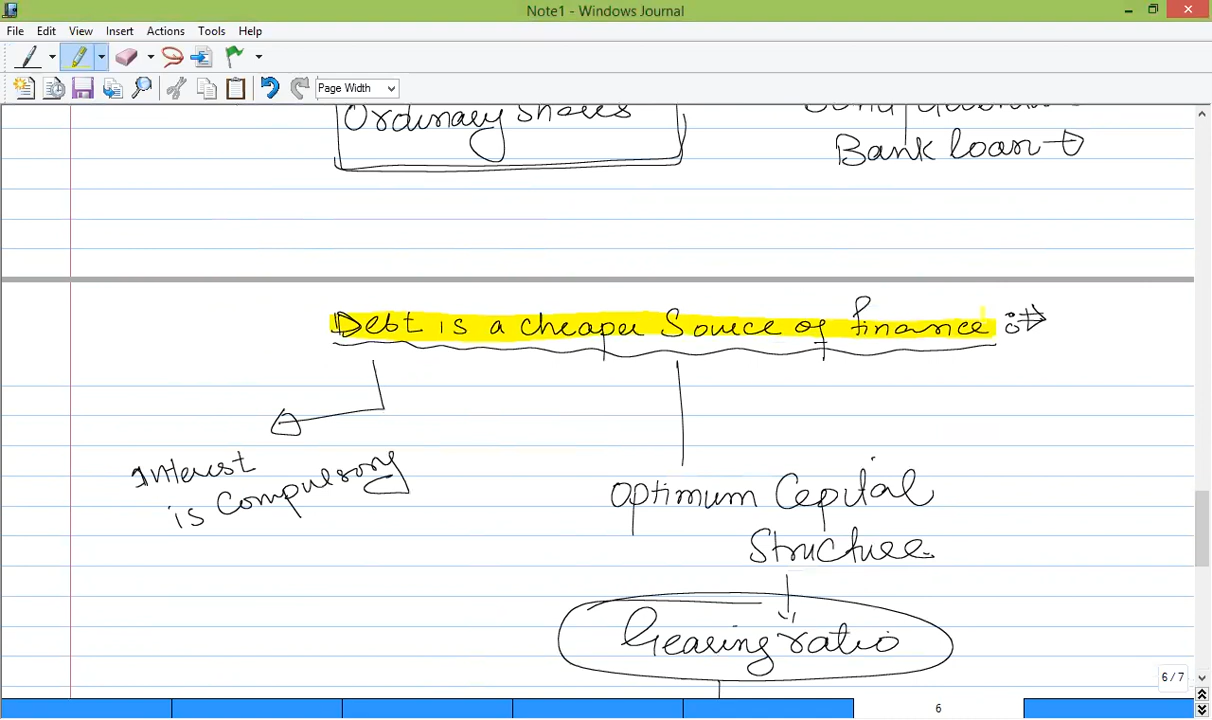 Note1 - Windows Journal
File Edit View Insert Actions Tools Help
Page Width
Ordinary Shares
Bank loan
Debt is a cheaper Source of finance
Interest
is Compulsory
Optimum Capital
Structure
Gearing ratio
6 / 7
6